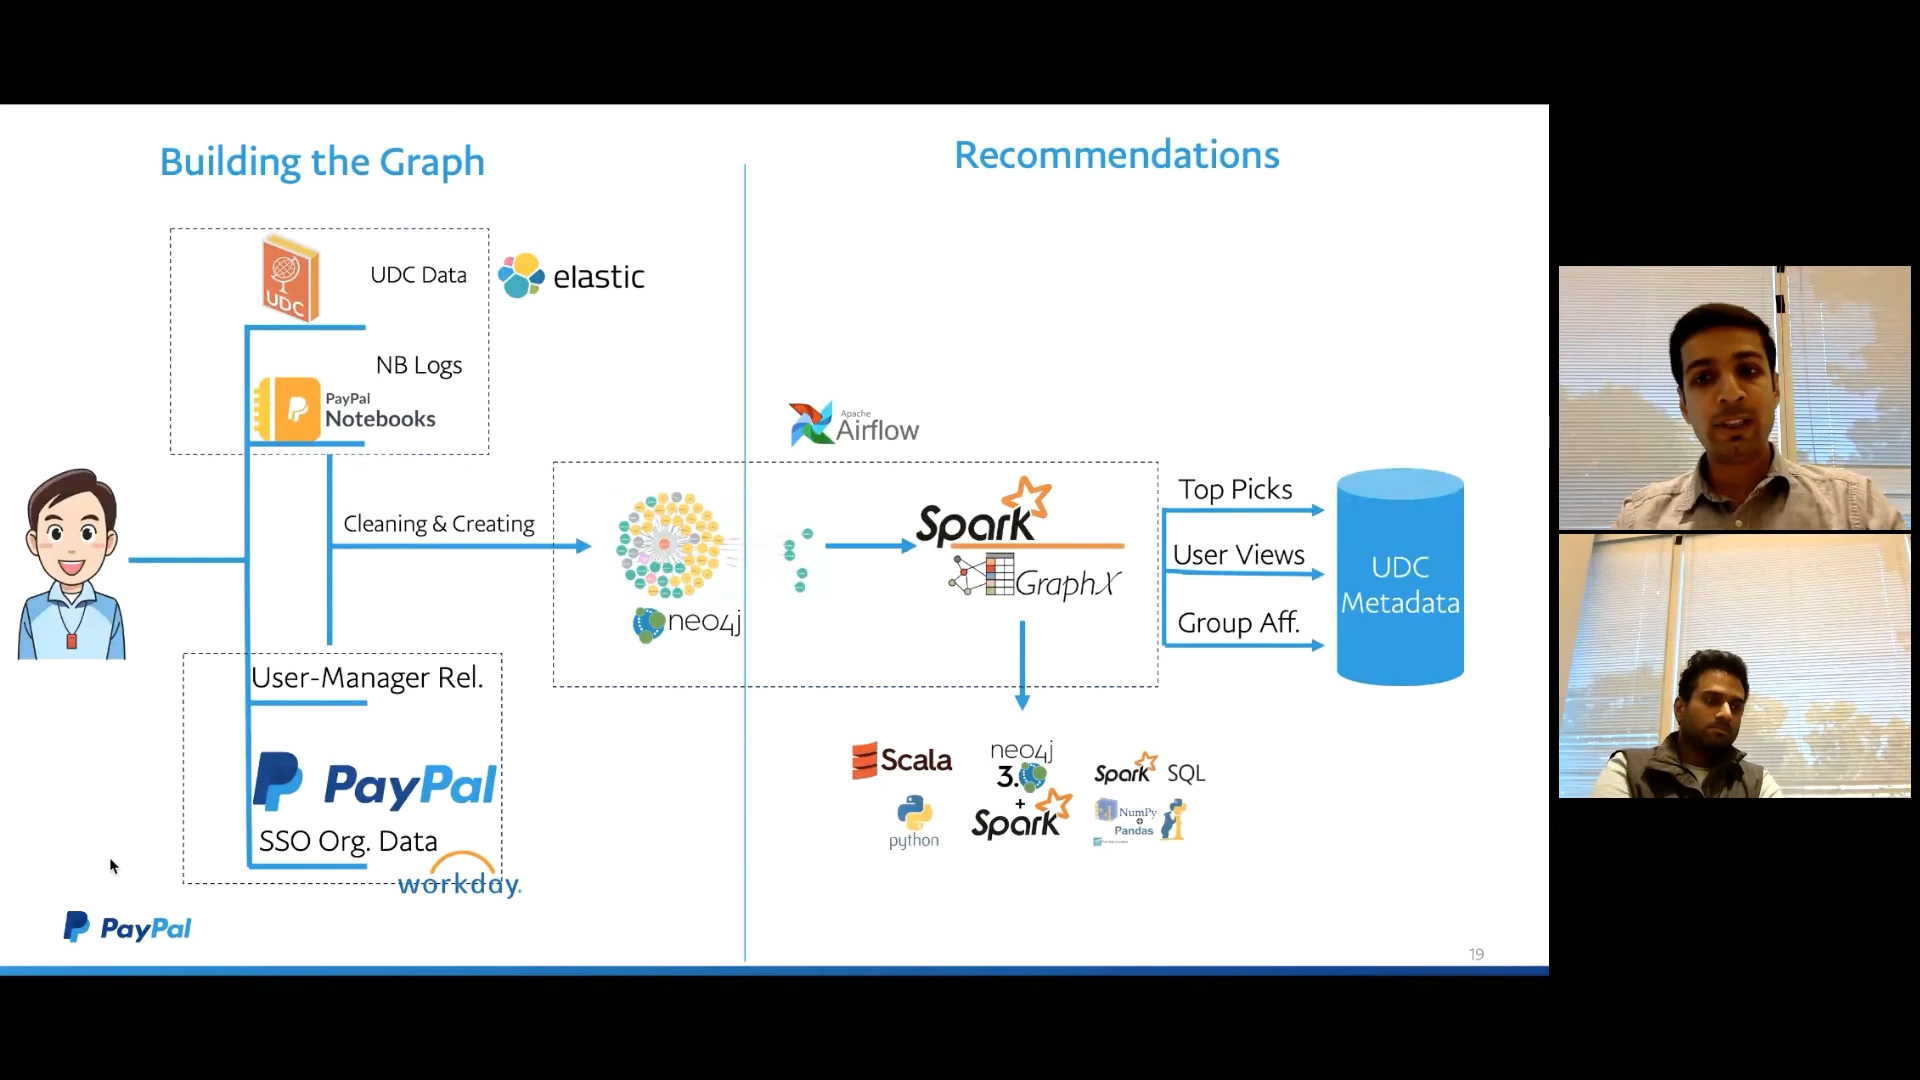 Building the Graph
Recommendations
UDC
UDC Data
elastic
NB Logs
PayPal
Notebooks
Apache
Airflow
Cleaning & Creating
neo4j
Spark
GraphX
Top Picks
User Views
Group Aff.
UDC
Metadata
User-Manager Rel.
PayPal
SSO Org. Data
workday.
Scala
python
neo4j
3.
+
Spark
Spark SQL
NumPy
+
Pandas
PayPal
19